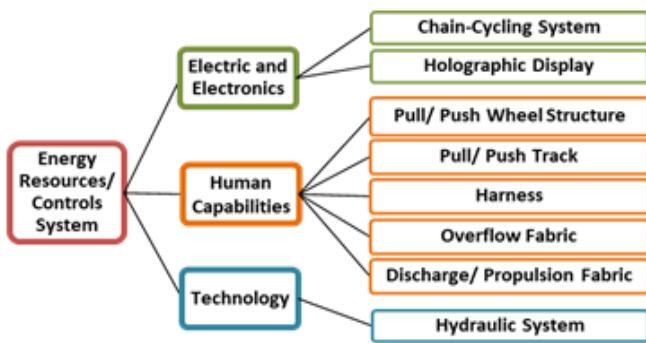 Energy
Resources/
Controls
System
Electric and
Electronics
Human
Capabilities
Technology
Chain-Cycling System
Holographic Display
Pull/ Push Wheel Structure
Pull/ Push Track
Harness
Overflow Fabric
Discharge/ Propulsion Fabric
Hydraulic System